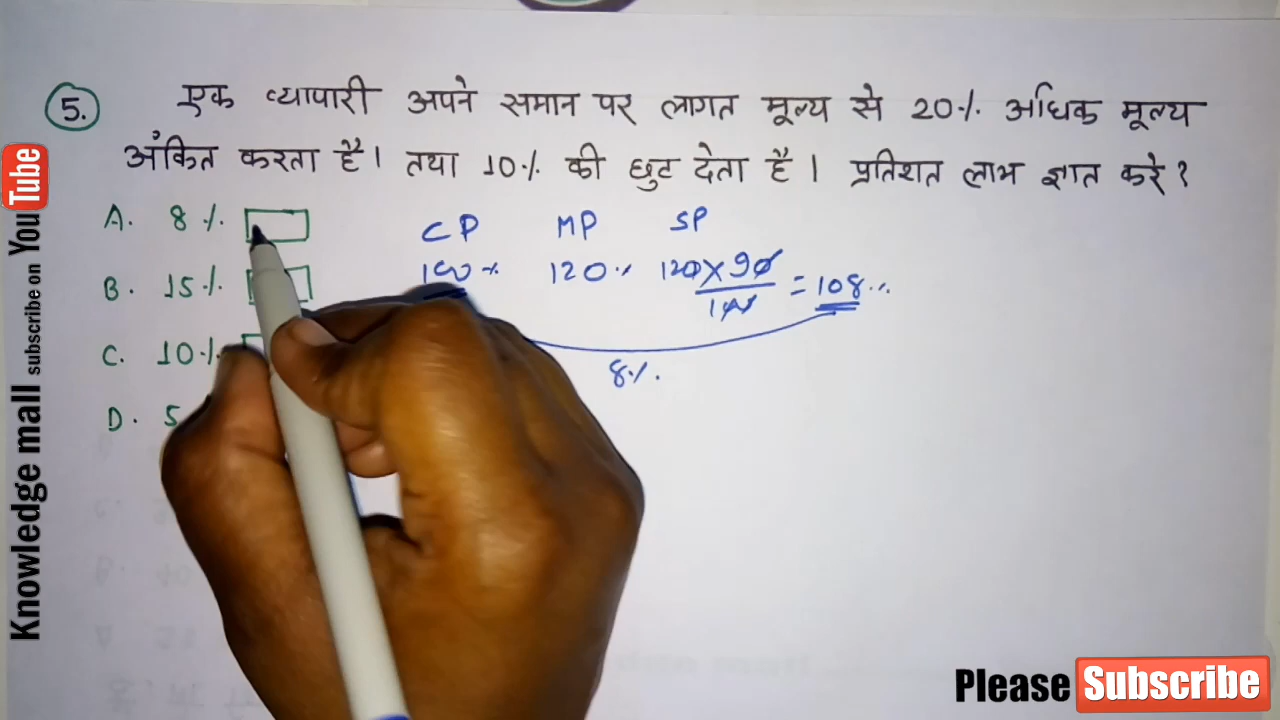 5. एक व्यापारी अपने समान पर लागत मूल्य से 20% अधिक मूल्य
अंकित करता है। तथा 10% की छुट देता है। प्रतिशत लाभ ज्ञात करे?
A. 8%
B. 15%
C. 10%
D. 5
CP MP SP
100% 120% 120×90/100 = 108%
8%
Knowledge mall subscribe on YouTube
Please Subscribe